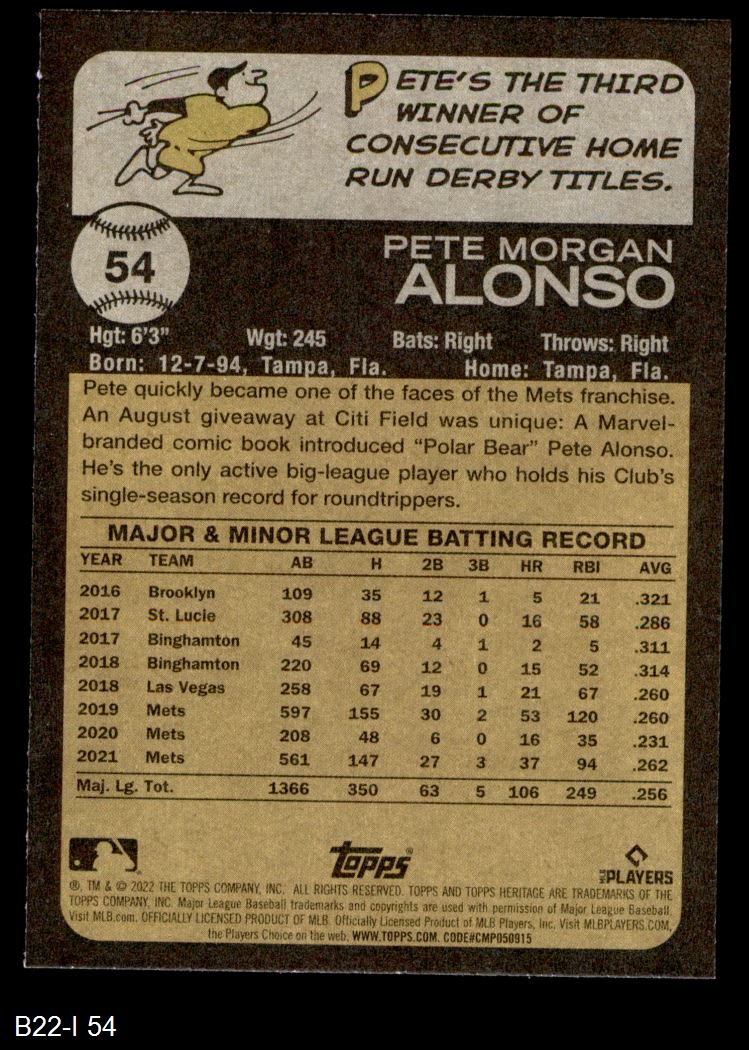 PETE'S THE THIRD
WINNER OF
CONSECUTIVE HOME
RUN DERBY TITLES.
54
PETE MORGAN
ALONSO
Hgt: 6'3" Wgt: 245 Bats: Right Throws: Right
Born: 12-7-94, Tampa, Fla. Home: Tampa, Fla.
Pete quickly became one of the faces of the Mets franchise.
An August giveaway at Citi Field was unique: A Marvel-
branded comic book introduced “Polar Bear” Pete Alonso.
He's the only active big-league player who holds his Club's
single-season record for roundtrippers.
MAJOR & MINOR LEAGUE BATTING RECORD
YEAR TEAM AB H 2B 3B HR RBI AVG
2016 Brooklyn 109 35 12 1 5 21 .321
2017 St. Lucie 308 88 23 0 16 58 .286
2017 Binghamton 45 14 4 1 2 5 .311
2018 Binghamton 220 69 12 0 15 52 .314
2018 Las Vegas 258 67 19 1 21 67 .260
2019 Mets 597 155 30 2 53 120 .260
2020 Mets 208 48 6 0 16 35 .231
2021 Mets 561 147 27 3 37 94 .262
Maj. Lg. Tot. 1366 350 63 5 106 249 .256
Topps
MLB PLAYERS
®, TM & © 2022 THE TOPPS COMPANY, INC. ALL RIGHTS RESERVED. TOPPS AND TOPPS HERITAGE ARE TRADEMARKS OF THE
TOPPS COMPANY, INC. Major League Baseball trademarks and copyrights are used with permission of Major League Baseball.
Visit MLB.com. OFFICIALLY LICENSED PRODUCT OF MLB. Officially Licensed Product of MLB Players, Inc. Visit MLBPLAYERS.COM,
the Players Choice on the web. WWW.TOPPS.COM. CODE#CMP050915
B22-I 54